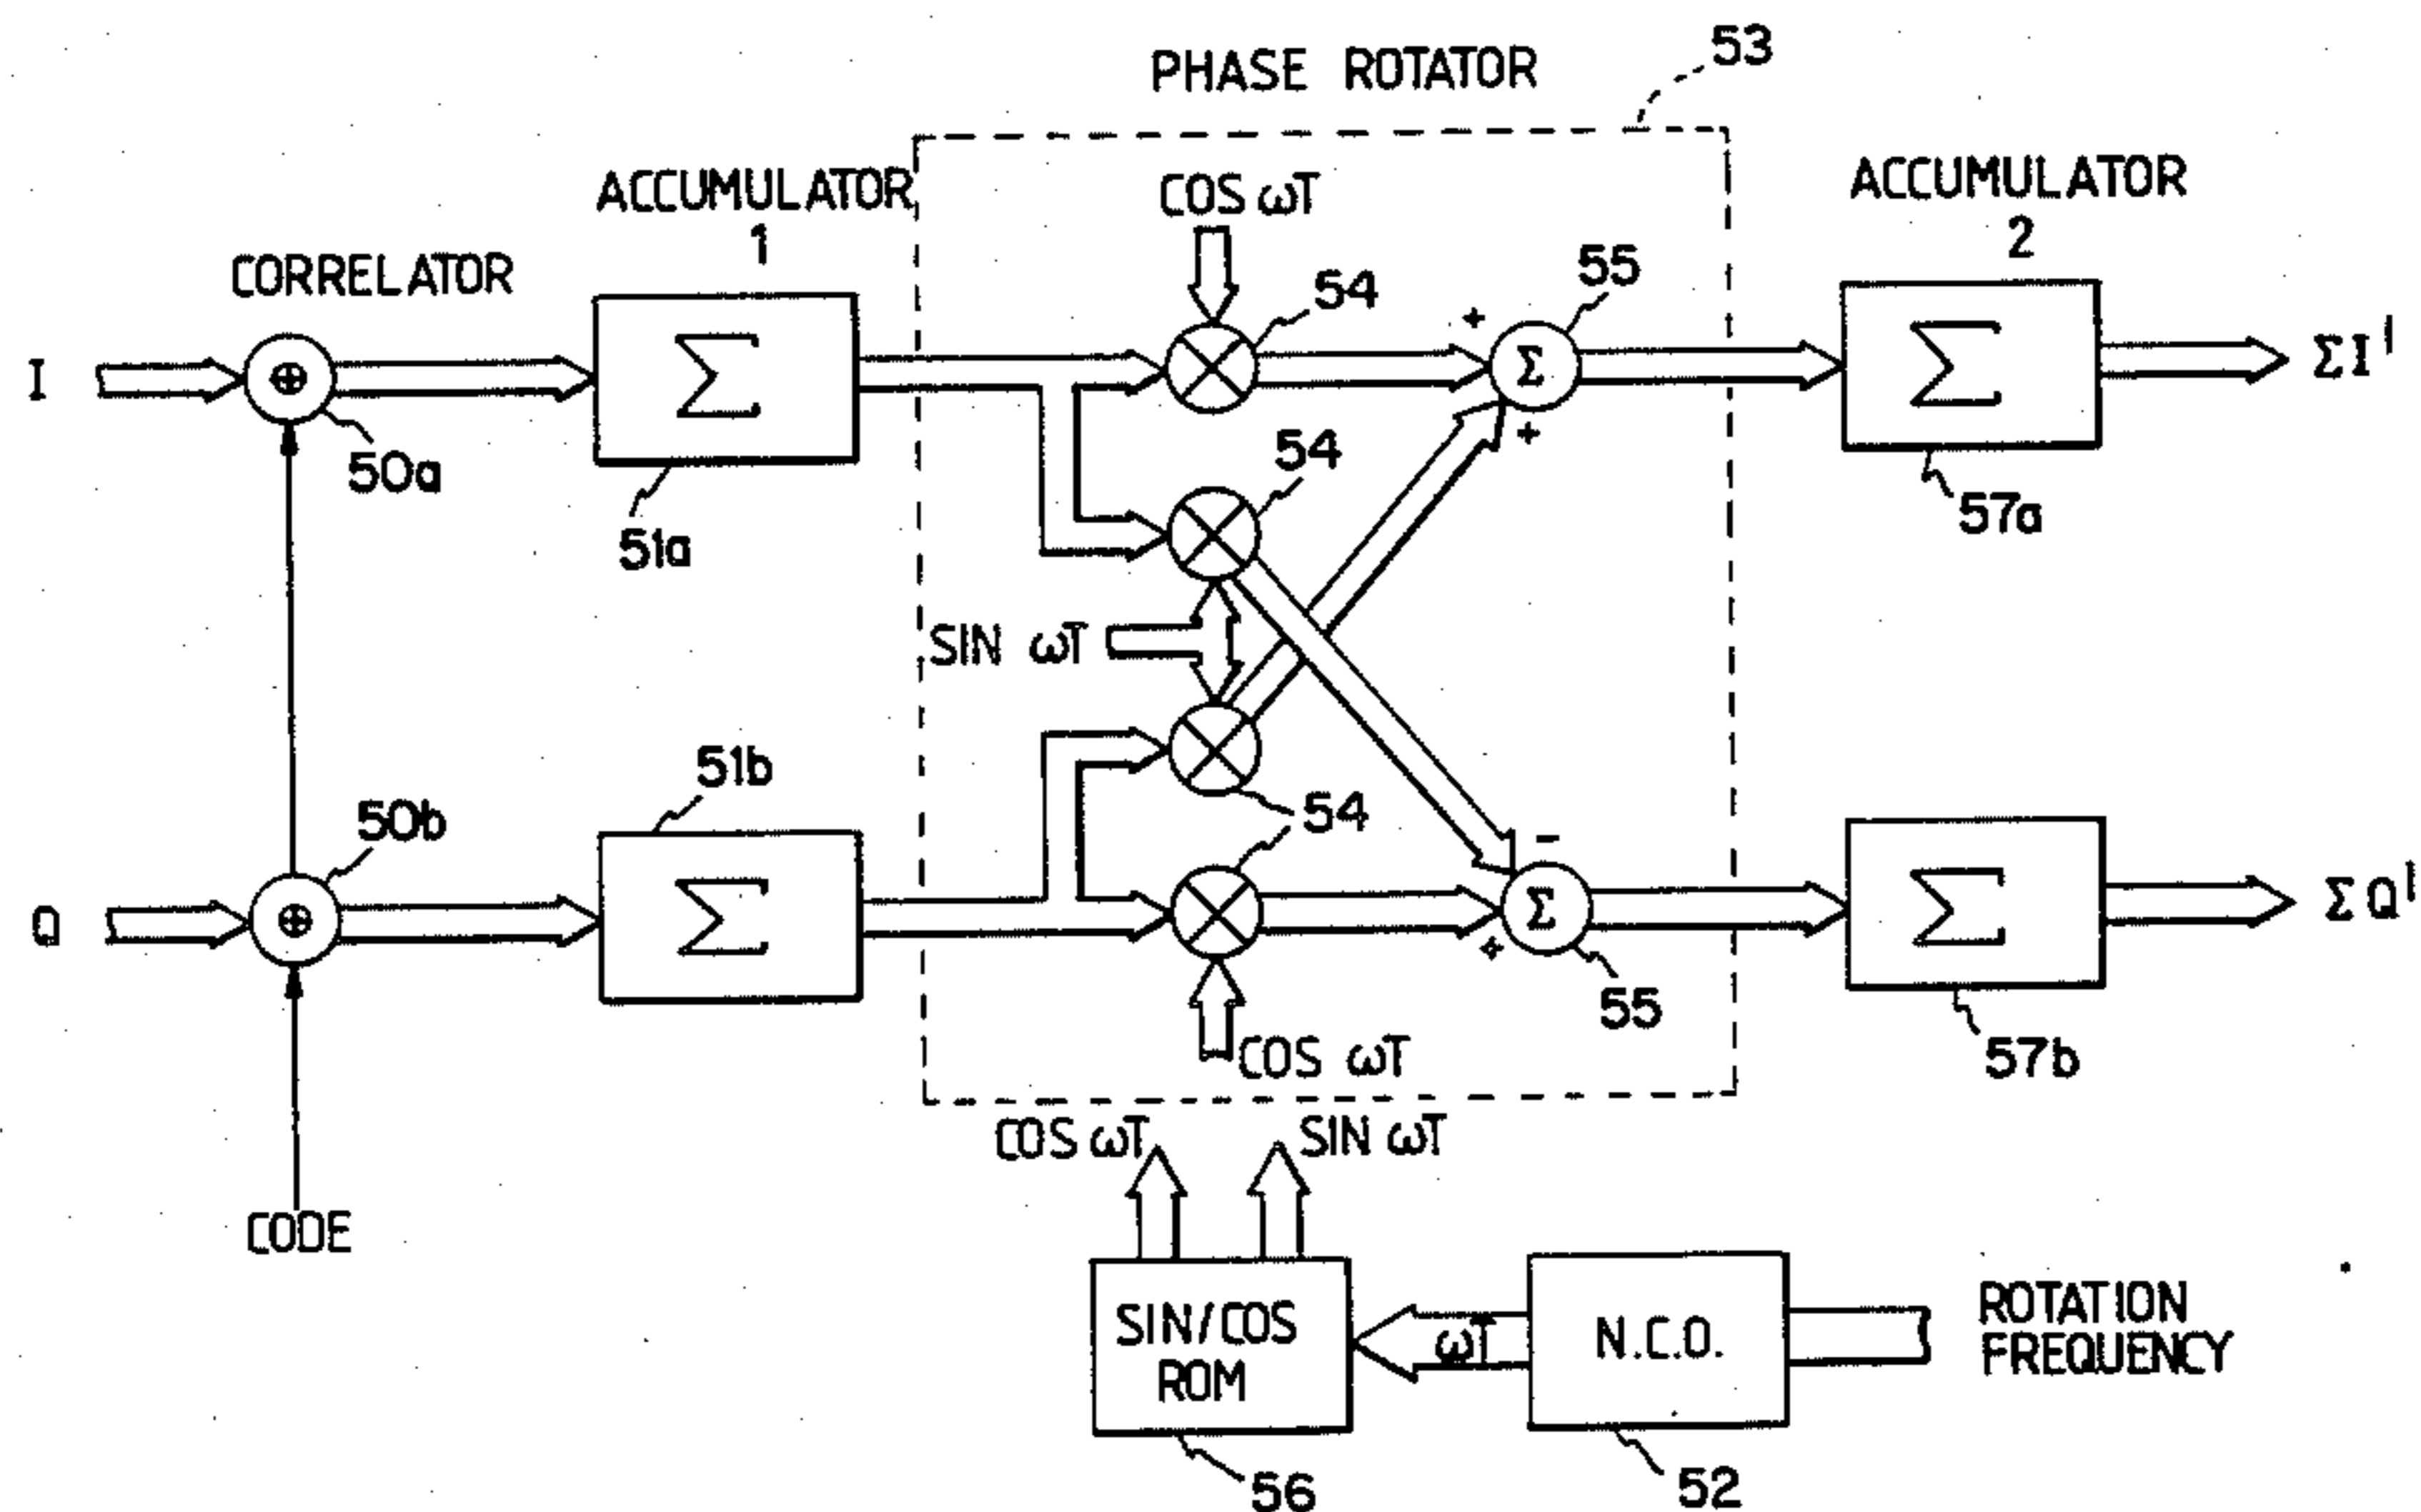 PHASE ROTATOR
53
ACCUMULATOR
1
COS ωT
ACCUMULATOR
2
CORRELATOR
54
55
+
I
Σ
Σ
Σ
ΣI'
50a
54
+
51a
57a
SIN ωT
51b
50b
54
-
Q
Σ
Σ
Σ
ΣQ'
+
55
COS ωT
57b
COS ωT
SIN ωT
CODE
SIN/COS
ROM
ωT
N.C.O.
ROTATION
FREQUENCY
56
52